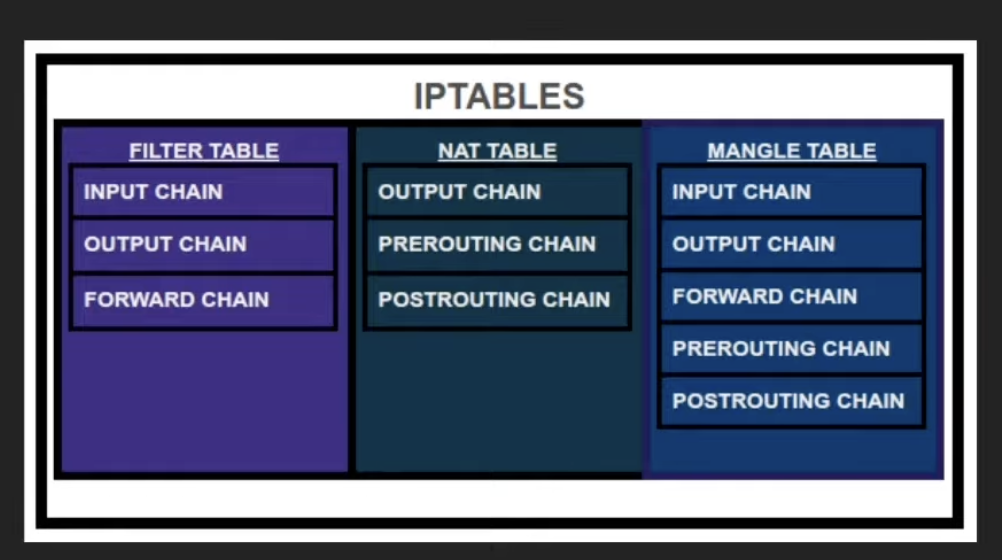 IPTABLES
FILTER TABLE
INPUT CHAIN
OUTPUT CHAIN
FORWARD CHAIN
NAT TABLE
OUTPUT CHAIN
PREROUTING CHAIN
POSTROUTING CHAIN
MANGLE TABLE
INPUT CHAIN
OUTPUT CHAIN
FORWARD CHAIN
PREROUTING CHAIN
POSTROUTING CHAIN